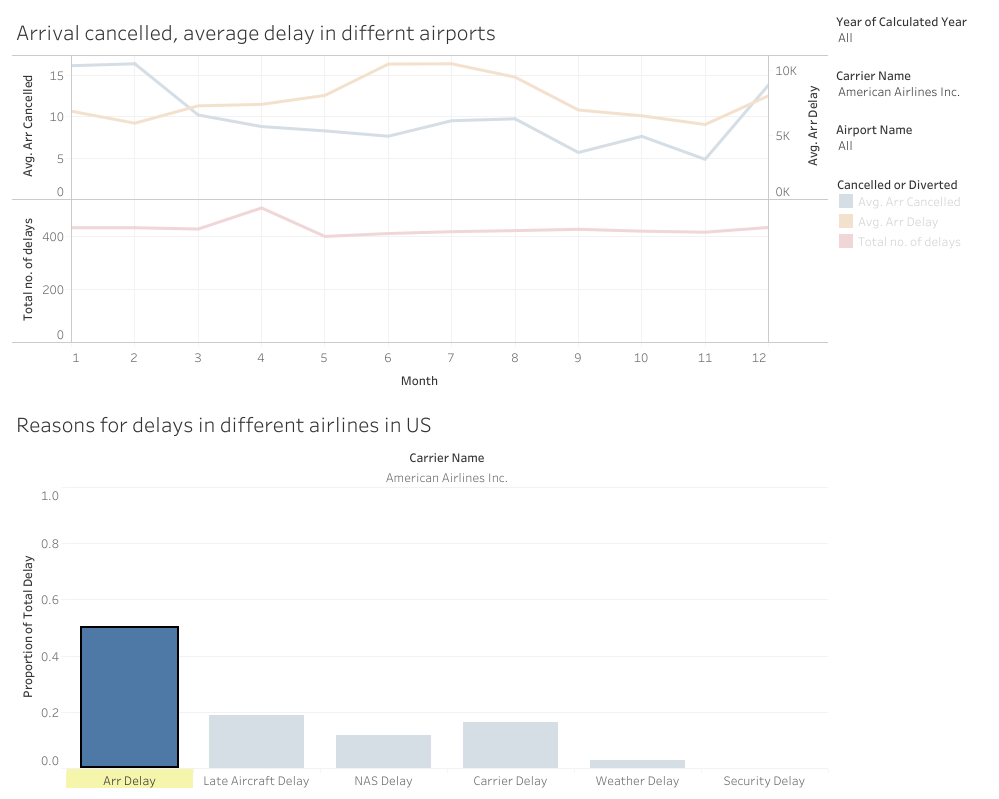 Arrival cancelled, average delay in differnt airports
Year of Calculated Year
All
Carrier Name
American Airlines Inc.
Airport Name
All
Cancelled or Diverted
Avg. Arr Cancelled
Avg. Arr Delay
Total no. of delays
Avg. Arr Cancelled
15
10
5
0
10K
5K
0K
Avg. Arr Delay
Total no. of delays
400
200
0
1 2 3 4 5 6 7 8 9 10 11 12
Month
Reasons for delays in different airlines in US
Carrier Name
American Airlines Inc.
Proportion of Total Delay
1.0
0.8
0.6
0.4
0.2
0.0
Arr Delay Late Aircraft Delay NAS Delay Carrier Delay Weather Delay Security Delay